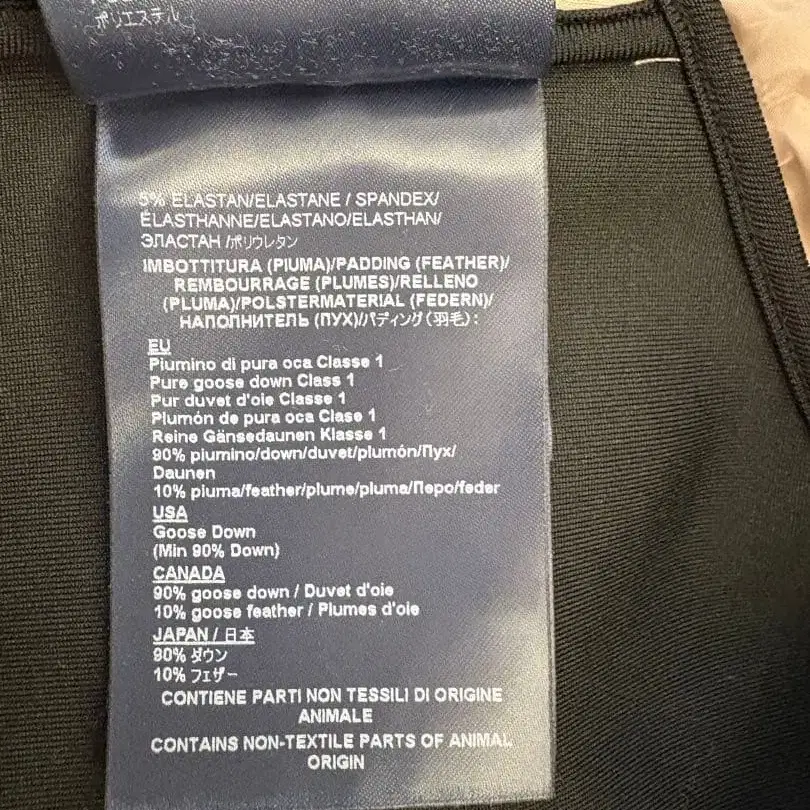 ポリエステル
5% ELASTAN/ELASTANE / SPANDEX/
ÉLASTHANNE/ELASTANO/ELASTHAN/
ЭЛАСТАН /ポリウレタン
IMBOTTITURA (PIUMA)/PADDING (FEATHER)/
REMBOURRAGE (PLUMES)/RELLENO
(PLUMA)/POLSTERMATERIAL (FEDERN)/
НАПОЛНИТЕЛЬ (ПУХ)/パディング(羽毛):
EU
Piumino di pura oca Classe 1
Pure goose down Class 1
Pur duvet d'oie Classe 1
Plumón de pura oca Clase 1
Reine Gänsedaunen Klasse 1
90% piumino/down/duvet/plumón/Пух/
Daunen
10% piuma/feather/plume/pluma/Перо/feder
USA
Goose Down
(Min 90% Down)
CANADA
90% goose down / Duvet d'oie
10% goose feather / Plumes d'oie
JAPAN / 日本
90% ダウン
10% フェザー
CONTIENE PARTI NON TESSILI DI ORIGINE
ANIMALE
CONTAINS NON-TEXTILE PARTS OF ANIMAL
ORIGIN